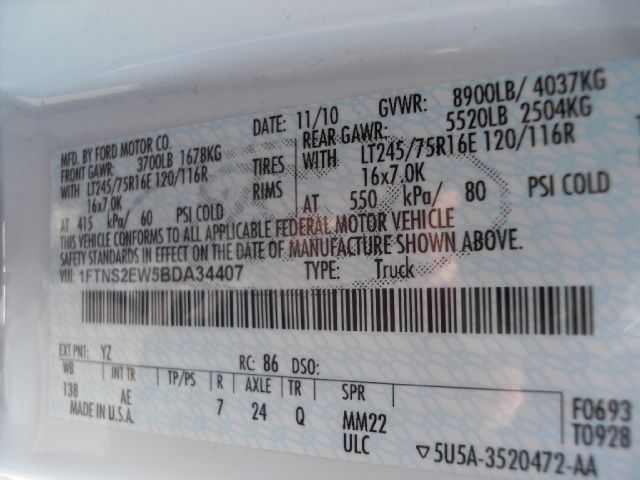 MFD. BY FORD MOTOR CO. DATE: 11/10 GVWR: 8900LB/ 4037KG
FRONT GAWR: 3700LB 1678KG REAR GAWR: 5520LB 2504KG
WITH LT245/75R16E 120/116R TIRES WITH LT245/75R16E 120/116R
16x7.0K RIMS 16x7.0K
AT 415 kPa/ 60 PSI COLD AT 550 kPa/ 80 PSI COLD
THIS VEHICLE CONFORMS TO ALL APPLICABLE FEDERAL MOTOR VEHICLE
SAFETY STANDARDS IN EFFECT ON THE DATE OF MANUFACTURE SHOWN ABOVE.
VIN: 1FTNS2EW5BDA34407 TYPE: Truck
EXT PNT: YZ RC: 86 DSO:
WB INT TR TP/PS R AXLE TR SPR
138 AE 7 24 Q MM22 F0693
MADE IN U.S.A. ULC T0928
▽5U5A-3520472-AA